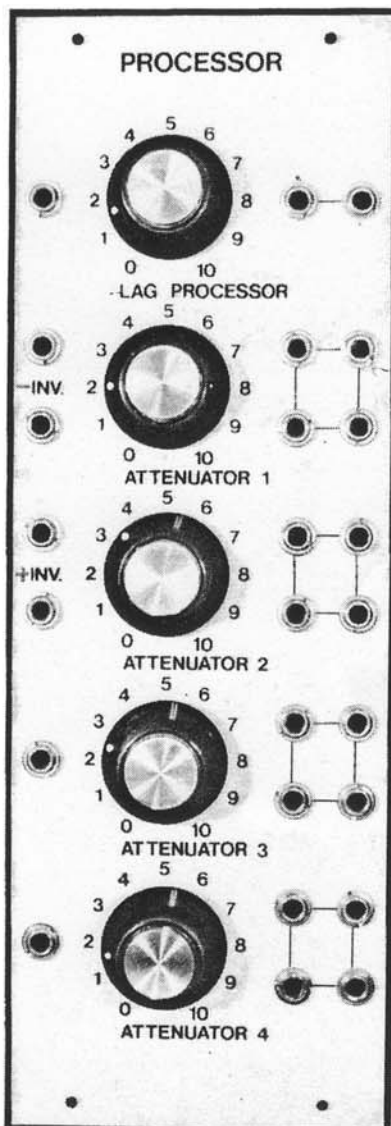 PROCESSOR
4 5 6
3 7
2 8
1 9
0 10
LAG PROCESSOR
4 5 6
3 7
–INV. 2 8
1 9
0 10
ATTENUATOR 1
4 5 6
3 7
+INV. 2 8
1 9
0 10
ATTENUATOR 2
4 5 6
3 7
2 8
1 9
0 10
ATTENUATOR 3
4 5 6
3 7
2 8
1 9
0 10
ATTENUATOR 4